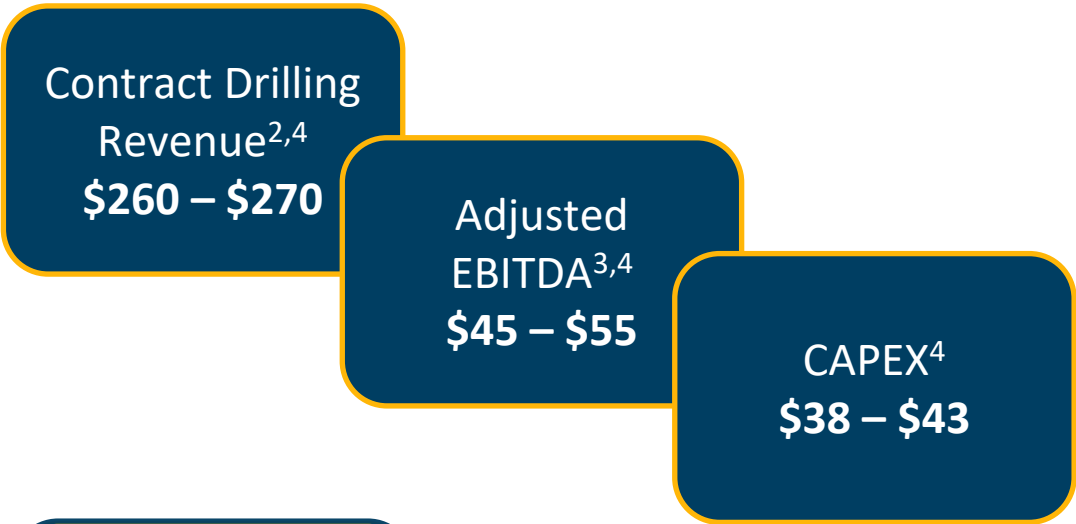 Contract Drilling
Revenue2,4
$260 – $270
Adjusted
EBITDA3,4
$45 – $55
CAPEX4
$38 – $43